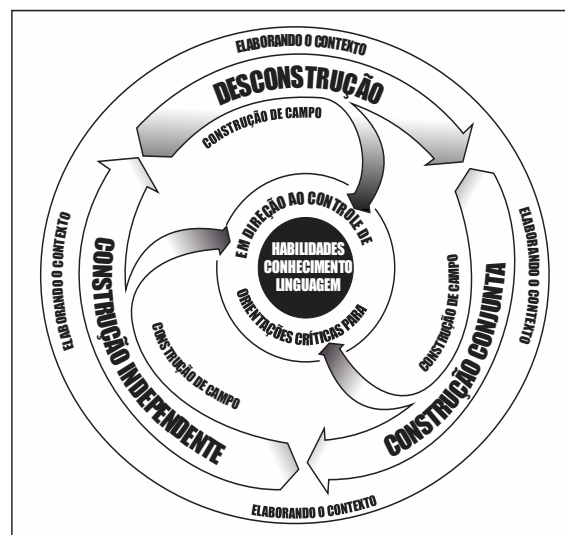 ELABORANDO O CONTEXTO
DESCONSTRUÇÃO
CONSTRUÇÃO DE CAMPO
EM DIREÇÃO AO CONTROLE DE
HABILIDADES
CONHECIMENTO
LINGUAGEM
ORIENTAÇÕES CRÍTICAS PARA
ELABORANDO O CONTEXTO
CONSTRUÇÃO INDEPENDENTE
CONSTRUÇÃO DE CAMPO
CONSTRUÇÃO DE CAMPO
CONSTRUÇÃO CONJUNTA
ELABORANDO O CONTEXTO
ELABORANDO O CONTEXTO